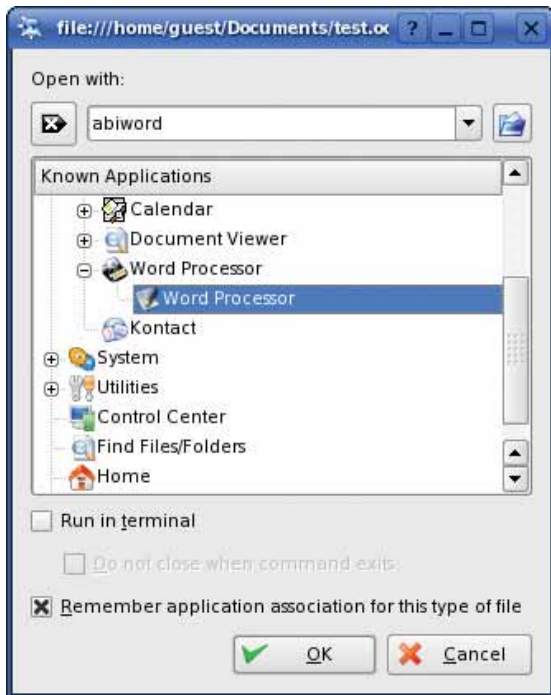 file:///home/guest/Documents/test.oc
Open with:
abiword
Known Applications
Calendar
Document Viewer
Word Processor
Word Processor
Kontact
System
Utilities
Control Center
Find Files/Folders
Home
Run in terminal
Do not close when command exits
Remember application association for this type of file
OK
Cancel